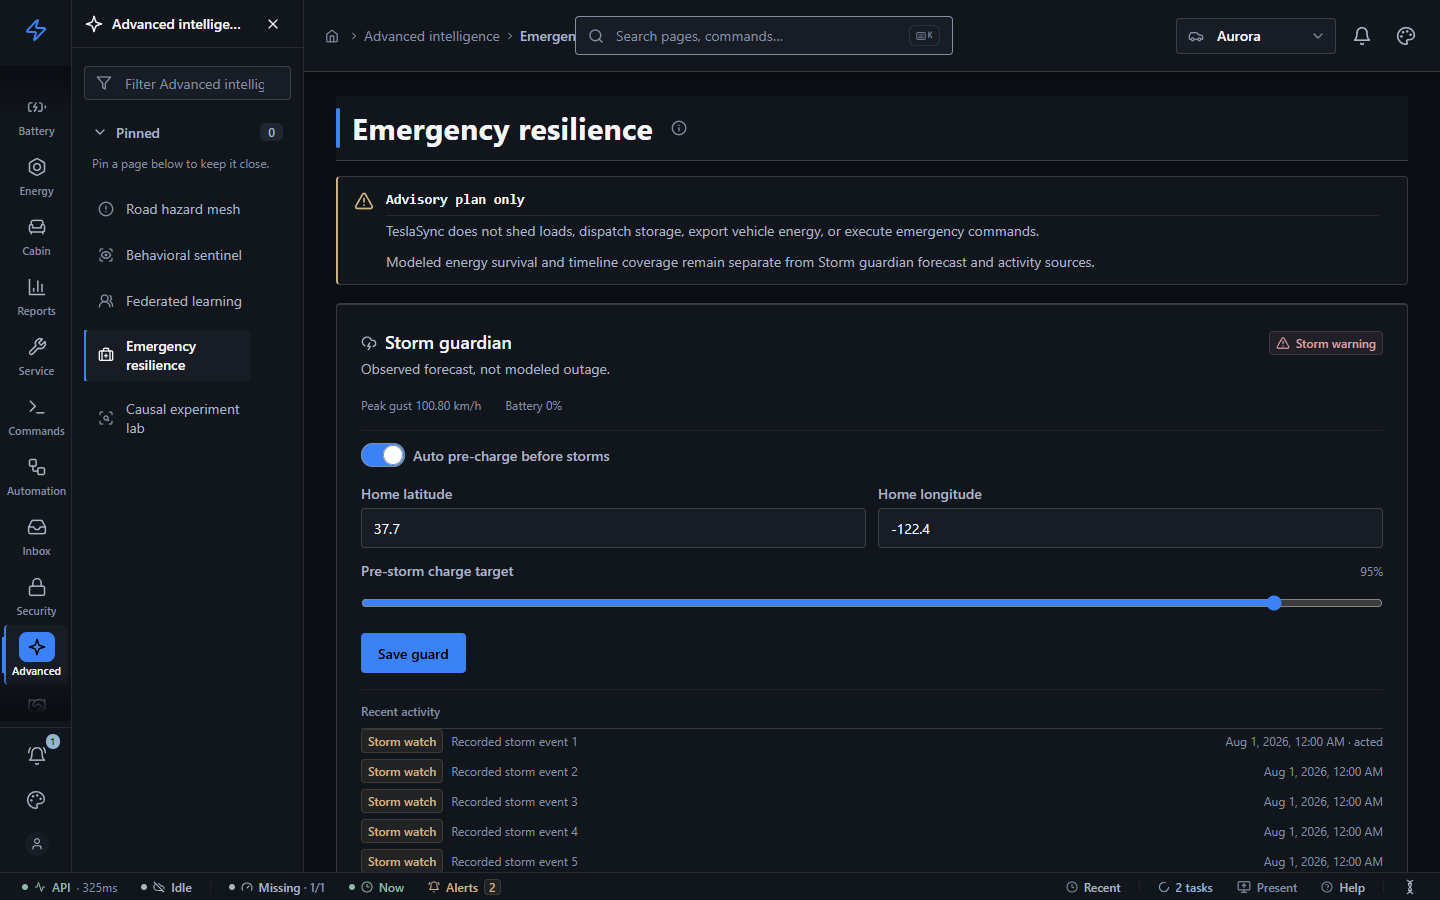 Advanced intellige...
Advanced intelligence
Emergen
Search pages, commands...
K
Aurora
Filter Advanced intellig
Pinned
0
Pin a page below to keep it close.
Road hazard mesh
Behavioral sentinel
Federated learning
Emergency
resilience
Causal experiment
lab
Battery
Energy
Cabin
Reports
Service
Commands
Automation
Inbox
Security
Advanced
1
Emergency resilience
Advisory plan only
TeslaSync does not shed loads, dispatch storage, export vehicle energy, or execute emergency commands.
Modeled energy survival and timeline coverage remain separate from Storm guardian forecast and activity sources.
Storm guardian
Storm warning
Observed forecast, not modeled outage.
Peak gust 100.80 km/h Battery 0%
Auto pre-charge before storms
Home latitude
Home longitude
37.7
-122.4
Pre-storm charge target
95%
Save guard
Recent activity
Storm watch Recorded storm event 1 Aug 1, 2026, 12:00 AM · acted
Storm watch Recorded storm event 2 Aug 1, 2026, 12:00 AM
Storm watch Recorded storm event 3 Aug 1, 2026, 12:00 AM
Storm watch Recorded storm event 4 Aug 1, 2026, 12:00 AM
Storm watch Recorded storm event 5 Aug 1, 2026, 12:00 AM
API · 325ms Idle Missing · 1/1 Now Alerts 2 Recent 2 tasks Present Help